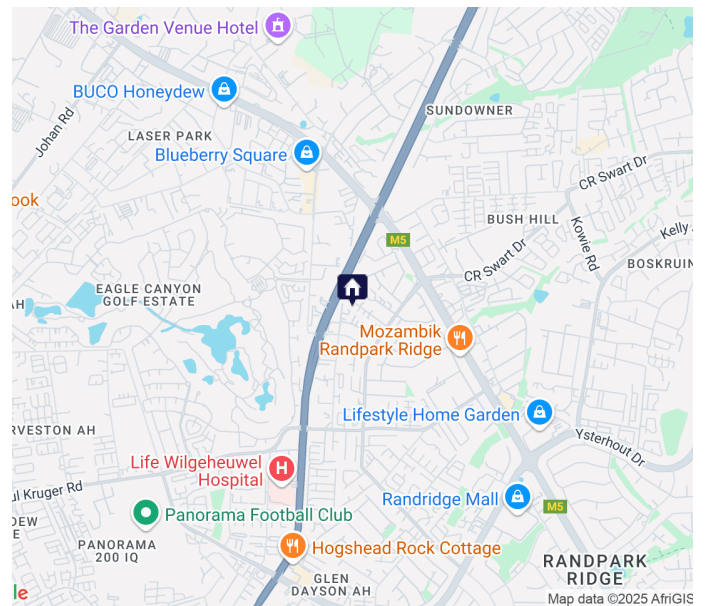 The Garden Venue Hotel
BUCO Honeydew
SUNDOWNER
Johan Rd
LASER PARK
Blueberry Square
CR Swart Dr
ook
BUSH HILL
Kowie Rd
Kelly
M5
CR Swart Dr
BOSKRUIN
EAGLE CANYON
GOLF ESTATE
AH
Mozambik
Randpark Ridge
Lifestyle Home Garden
RVESTON AH
Ysterhout Dr
Life Wilgeheuwel
Hospital
H
ul Kruger Rd
Randridge Mall
M5
Panorama Football Club
DEW
E
PANORAMA
200 IQ
Hogshead Rock Cottage
RANDPARK
RIDGE
GLEN
DAYSON AH
le
Map data ©2025 AfriGIS